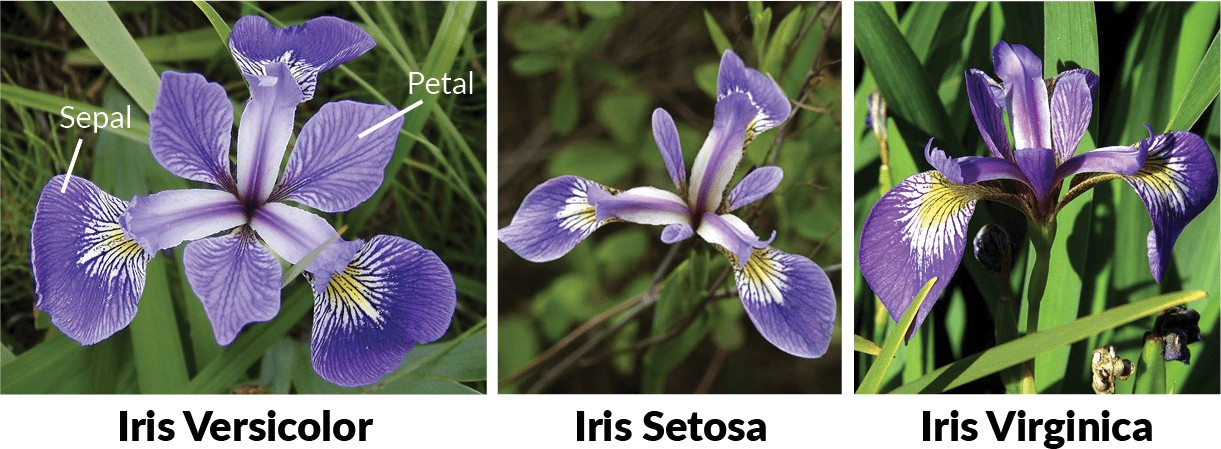 Sepal
Petal
Iris Versicolor
Iris Setosa
Iris Virginica